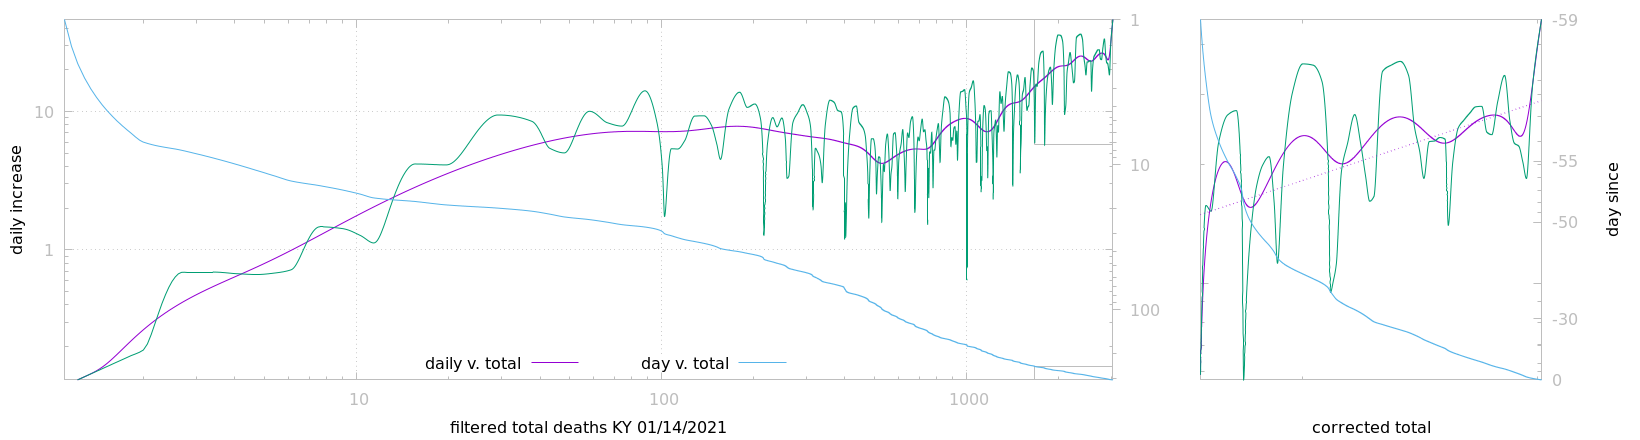 1
-59
10
10
-55
daily increase
day since
-50
1
100
-30
daily v. total
day v. total
0
10
100
1000
filtered total deaths KY 01/14/2021
corrected total